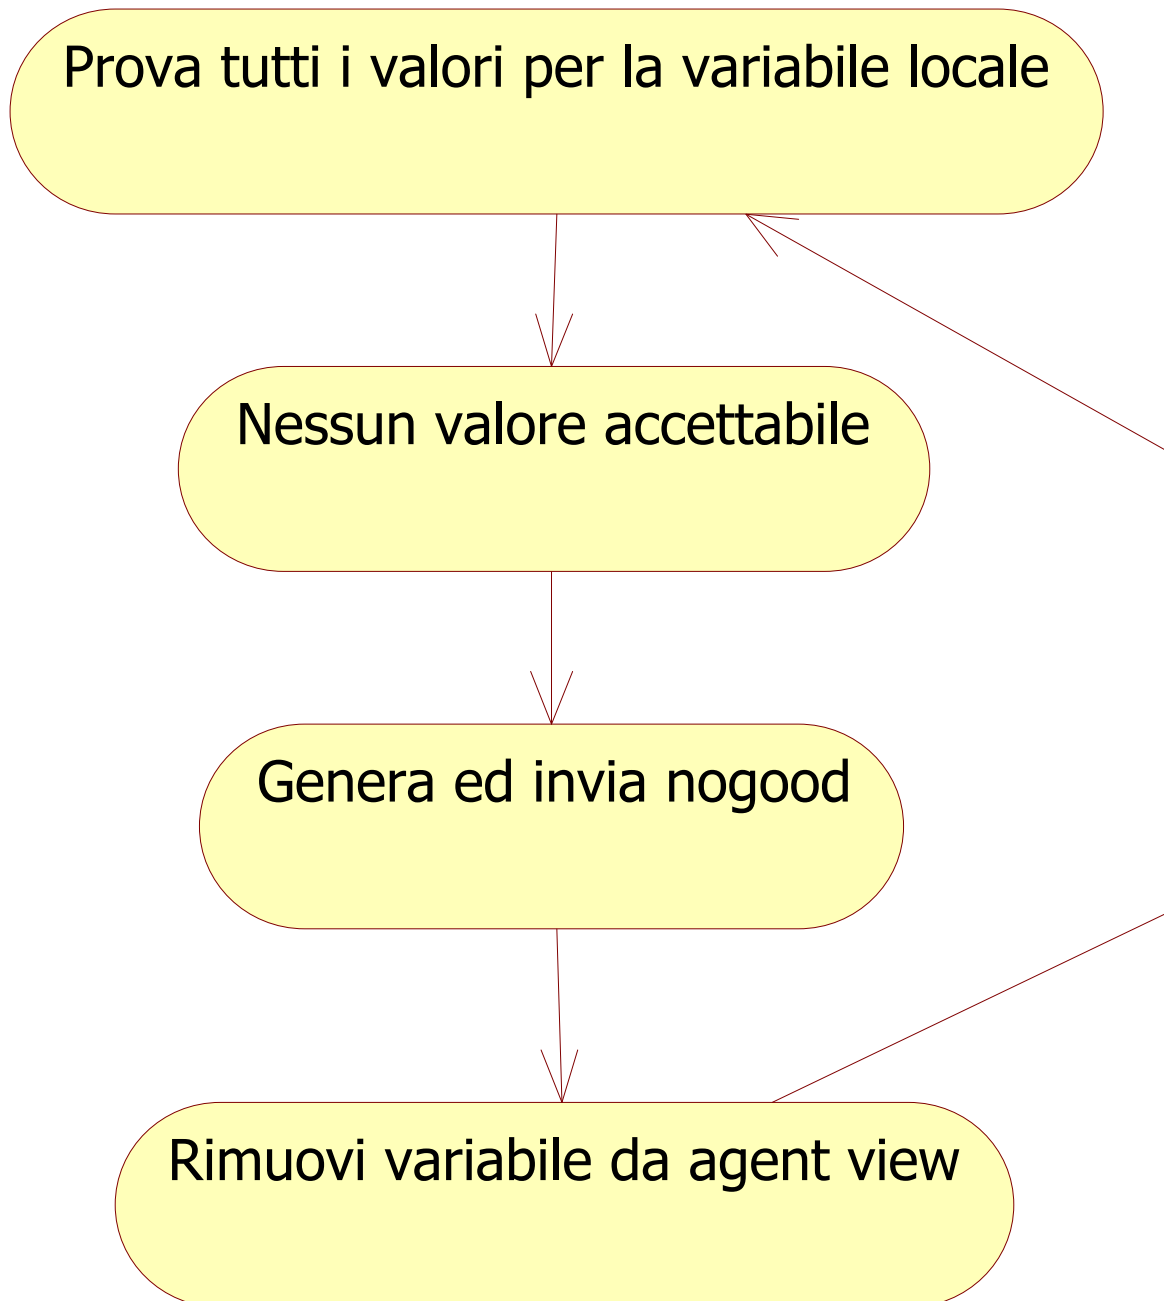 Prova tutti i valori per la variabile locale
Nessun valore accettabile
Genera ed invia nogood
Rimuovi variabile da agent view